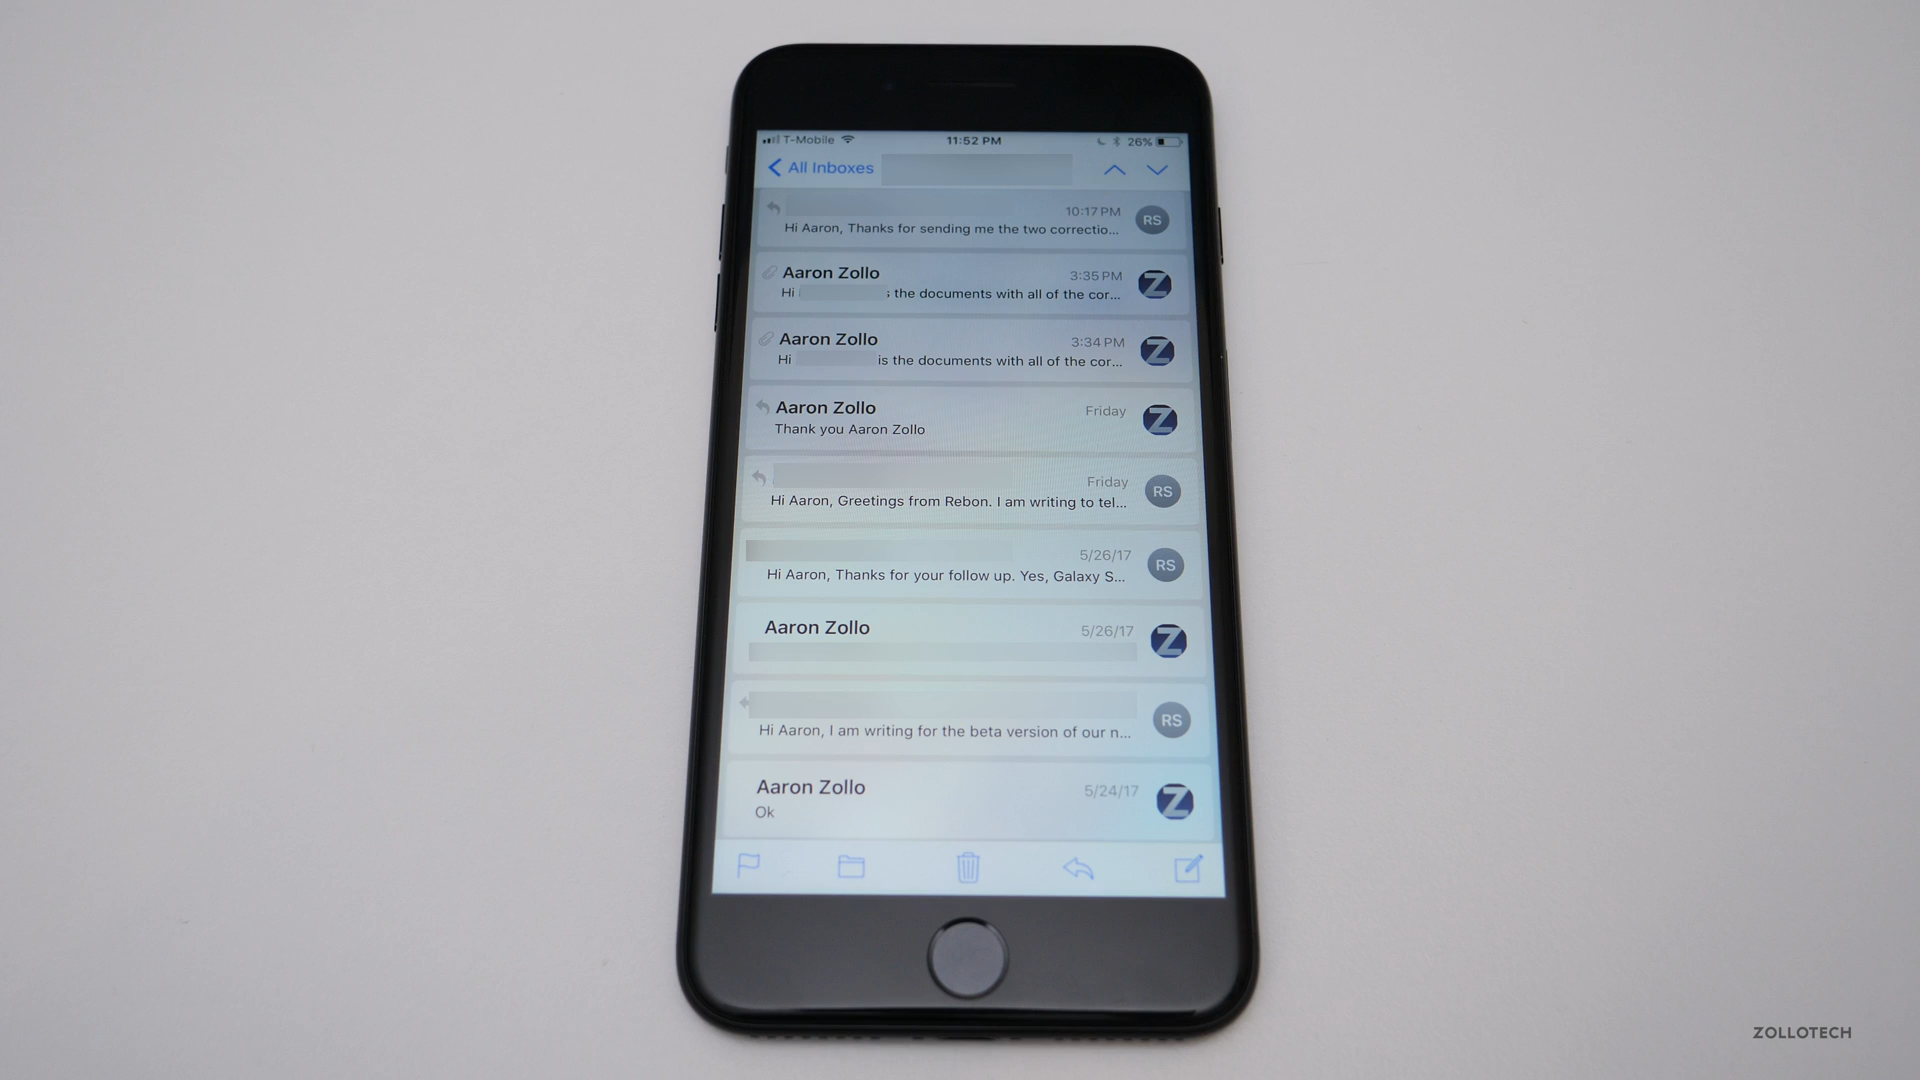 T-Mobile 11:52 PM 26%
All Inboxes
10:17 PM
Hi Aaron, Thanks for sending me the two correctio... RS
Aaron Zollo 3:35 PM
Hi s the documents with all of the cor... Z
Aaron Zollo 3:34 PM
Hi is the documents with all of the cor... Z
Aaron Zollo Friday
Thank you Aaron Zollo Z
Friday
Hi Aaron, Greetings from Rebon. I am writing to tel... RS
5/26/17
Hi Aaron, Thanks for your follow up. Yes, Galaxy S... RS
Aaron Zollo 5/26/17 Z
RS
Hi Aaron, I am writing for the beta version of our n...
Aaron Zollo 5/24/17
Ok Z
ZOLLOTECH